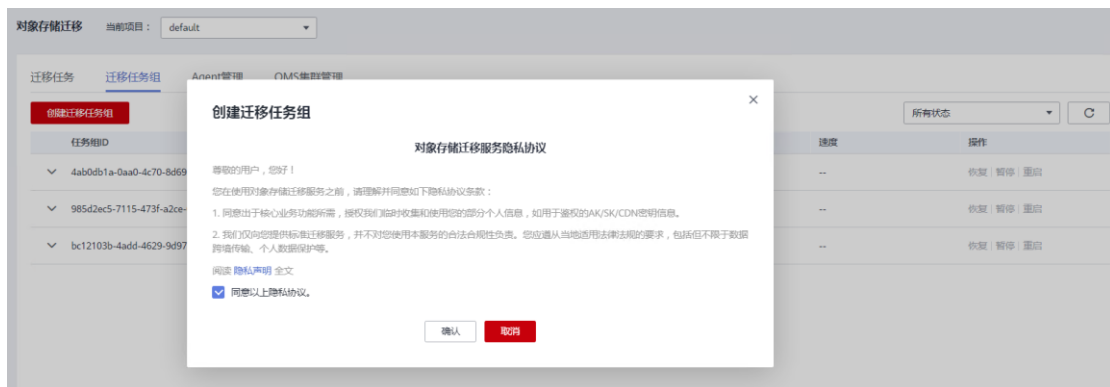 对象存储迁移 当前项目： default
迁移任务 迁移任务组 Agent管理 OMS集群管理
创建迁移任务组
所有状态
任务组ID 速度 操作
4ab0db1a-0aa0-4c70-8d69 -- 恢复 暂停 重启
985d2ec5-7115-473f-a2ce- -- 恢复 暂停 重启
bc12103b-4add-4629-9d97 -- 恢复 暂停 重启
创建迁移任务组
对象存储迁移服务隐私协议
尊敬的用户，您好！
您在使用对象存储迁移服务之前，请理解并同意如下隐私协议条款：
1. 同意出于核心业务功能所需，授权我们临时收集和使用您的部分个人信息，如用于鉴权的AK/SK/CDN密钥信息。
2. 我们仅向您提供标准迁移服务，并不对您使用本服务的合法合规性负责。您应遵从当地适用法律法规的要求，包括但不限于数据
跨境传输、个人数据保护等。
阅读 隐私声明 全文
同意以上隐私协议。
确认 取消